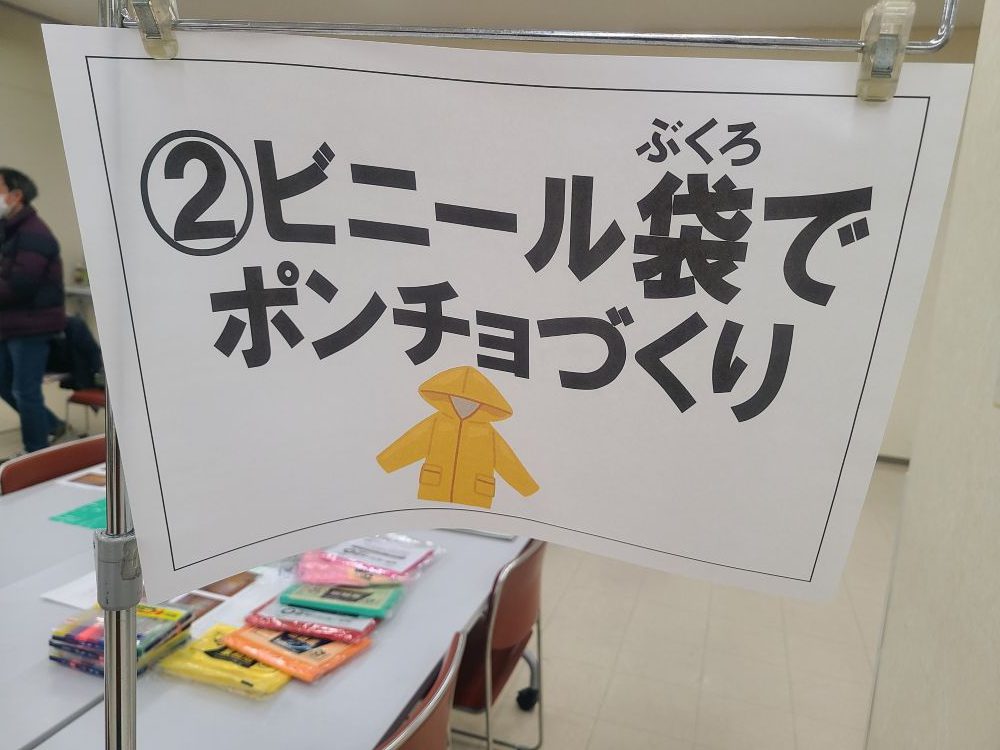 ぶくろ
②ビニール袋で
ポンチョづくり